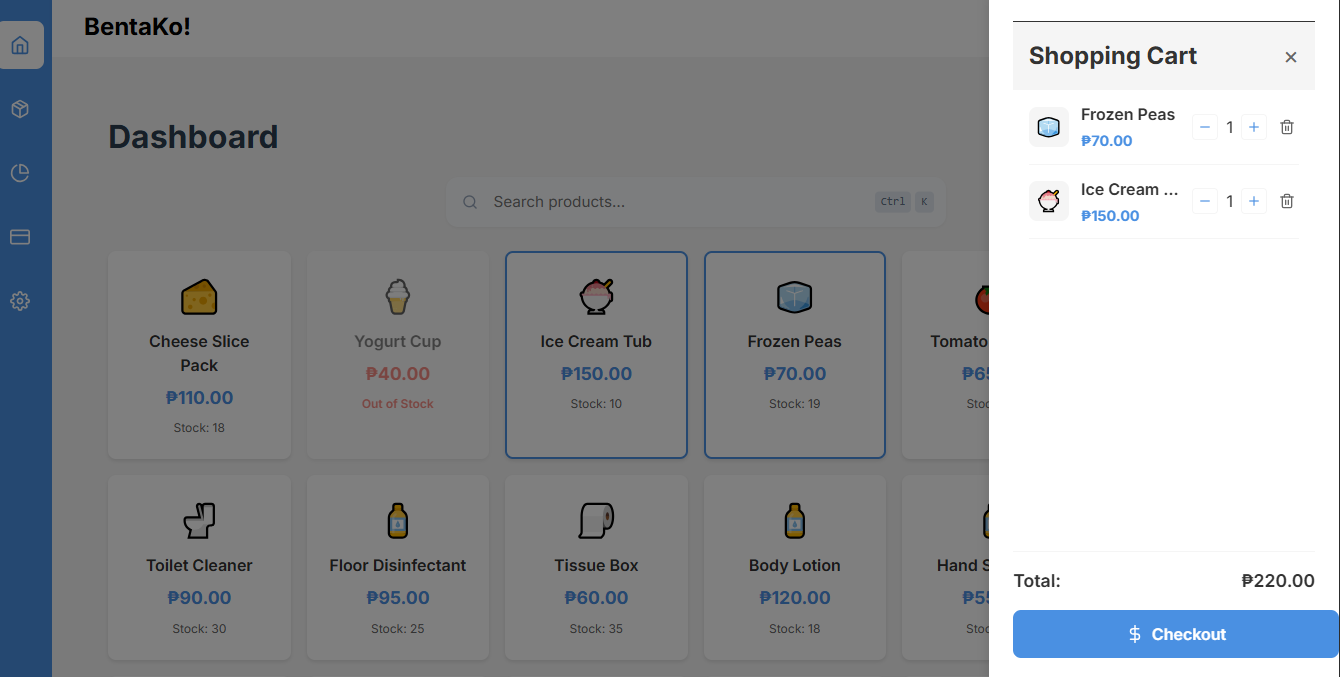 BentaKo!
Dashboard
Search products...
Ctrl K
Cheese Slice
Pack
₱110.00
Stock: 18
Yogurt Cup
₱40.00
Out of Stock
Ice Cream Tub
₱150.00
Stock: 10
Frozen Peas
₱70.00
Stock: 19
Tomato
₱65
Stoc
Toilet Cleaner
₱90.00
Stock: 30
Floor Disinfectant
₱95.00
Stock: 25
Tissue Box
₱60.00
Stock: 35
Body Lotion
₱120.00
Stock: 18
Hand S
₱55
Stoc
Shopping Cart
Frozen Peas
₱70.00
1
Ice Cream ...
₱150.00
1
Total: ₱220.00
$ Checkout